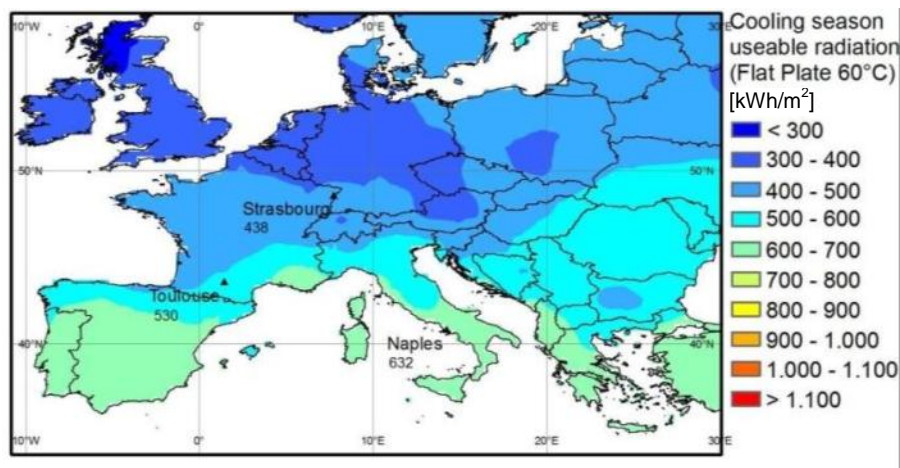 10°W
0°
10°E
20°E
Cooling season
useable radiation
(Flat Plate 60°C)
[kWh/m²]
< 300
300 - 400
400 - 500
500 - 600
600 - 700
700 - 800
800 - 900
900 - 1.000
1.000 - 1.100
> 1.100
50°N
50°N
Strasbourg
438
Toulouse
530
Naples
632
40°N
40°N
10°W
0°
10°E
20°E
30°E